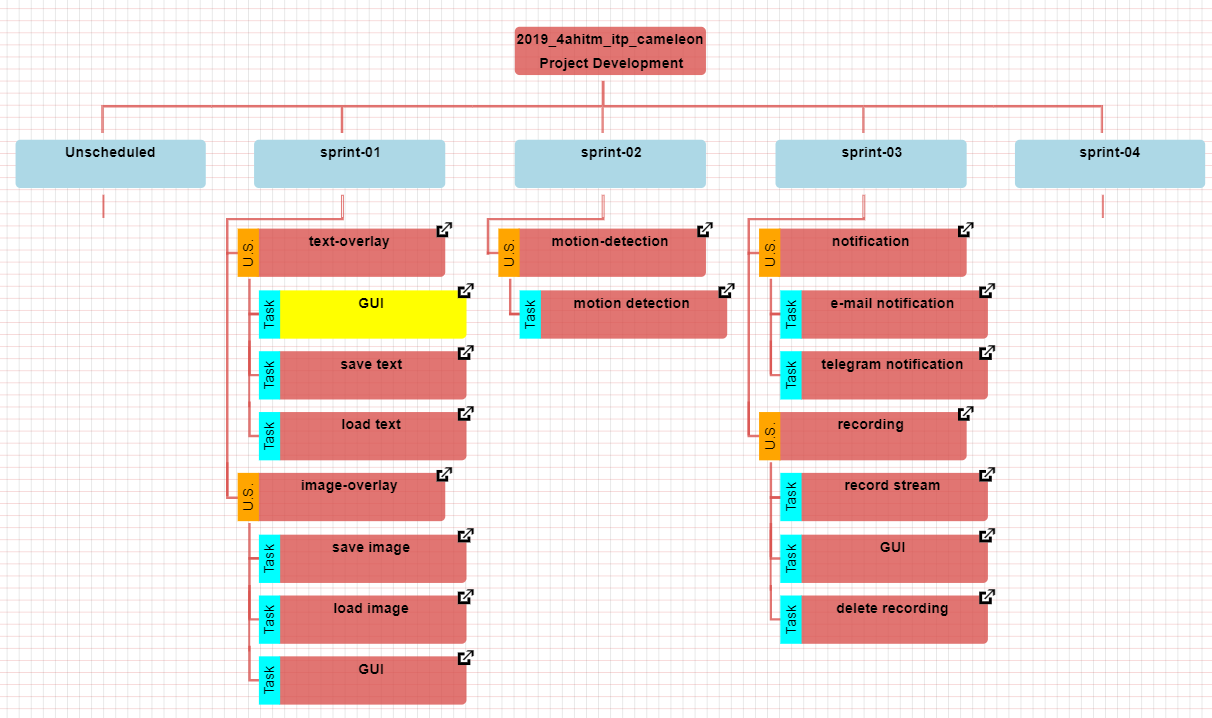 2019_4ahitm_itp_cameleon
Project Development
Unscheduled
sprint-01
sprint-02
sprint-03
sprint-04
U.S.
text-overlay
Task
GUI
Task
save text
Task
load text
U.S.
image-overlay
Task
save image
Task
load image
Task
GUI
U.S.
motion-detection
Task
motion detection
U.S.
notification
Task
e-mail notification
Task
telegram notification
U.S.
recording
Task
record stream
Task
GUI
Task
delete recording